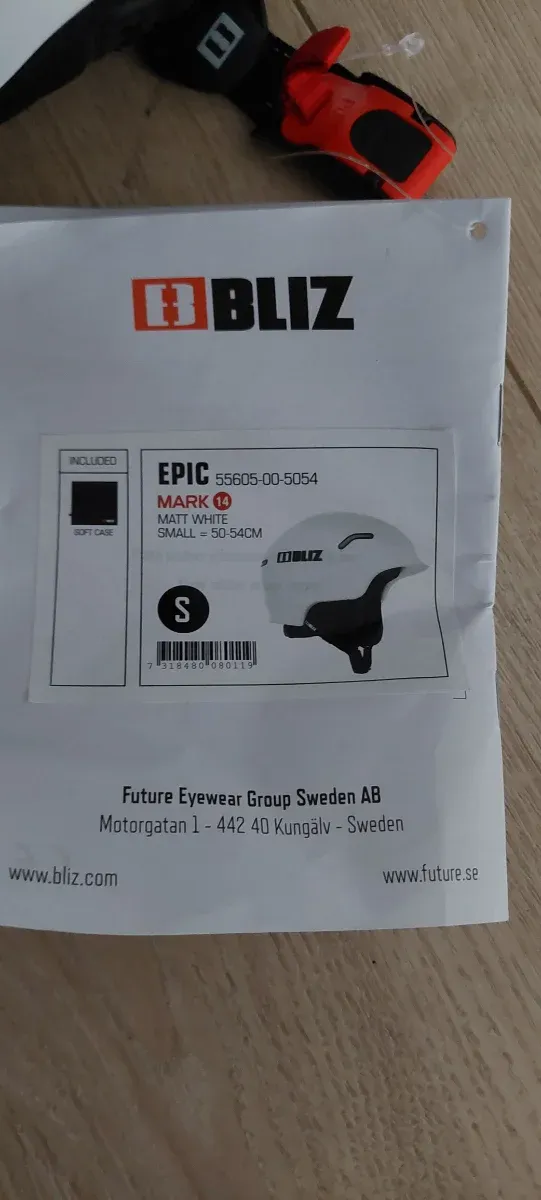 BLIZ
INCLUDED
SOFT CASE
EPIC 55605-00-5054
MARK 14
MATT WHITE
SMALL = 50-54CM
BLIZ
S
7 318480 080119
Future Eyewear Group Sweden AB
Motorgatan 1 - 442 40 Kungälv - Sweden
www.bliz.com
www.future.se